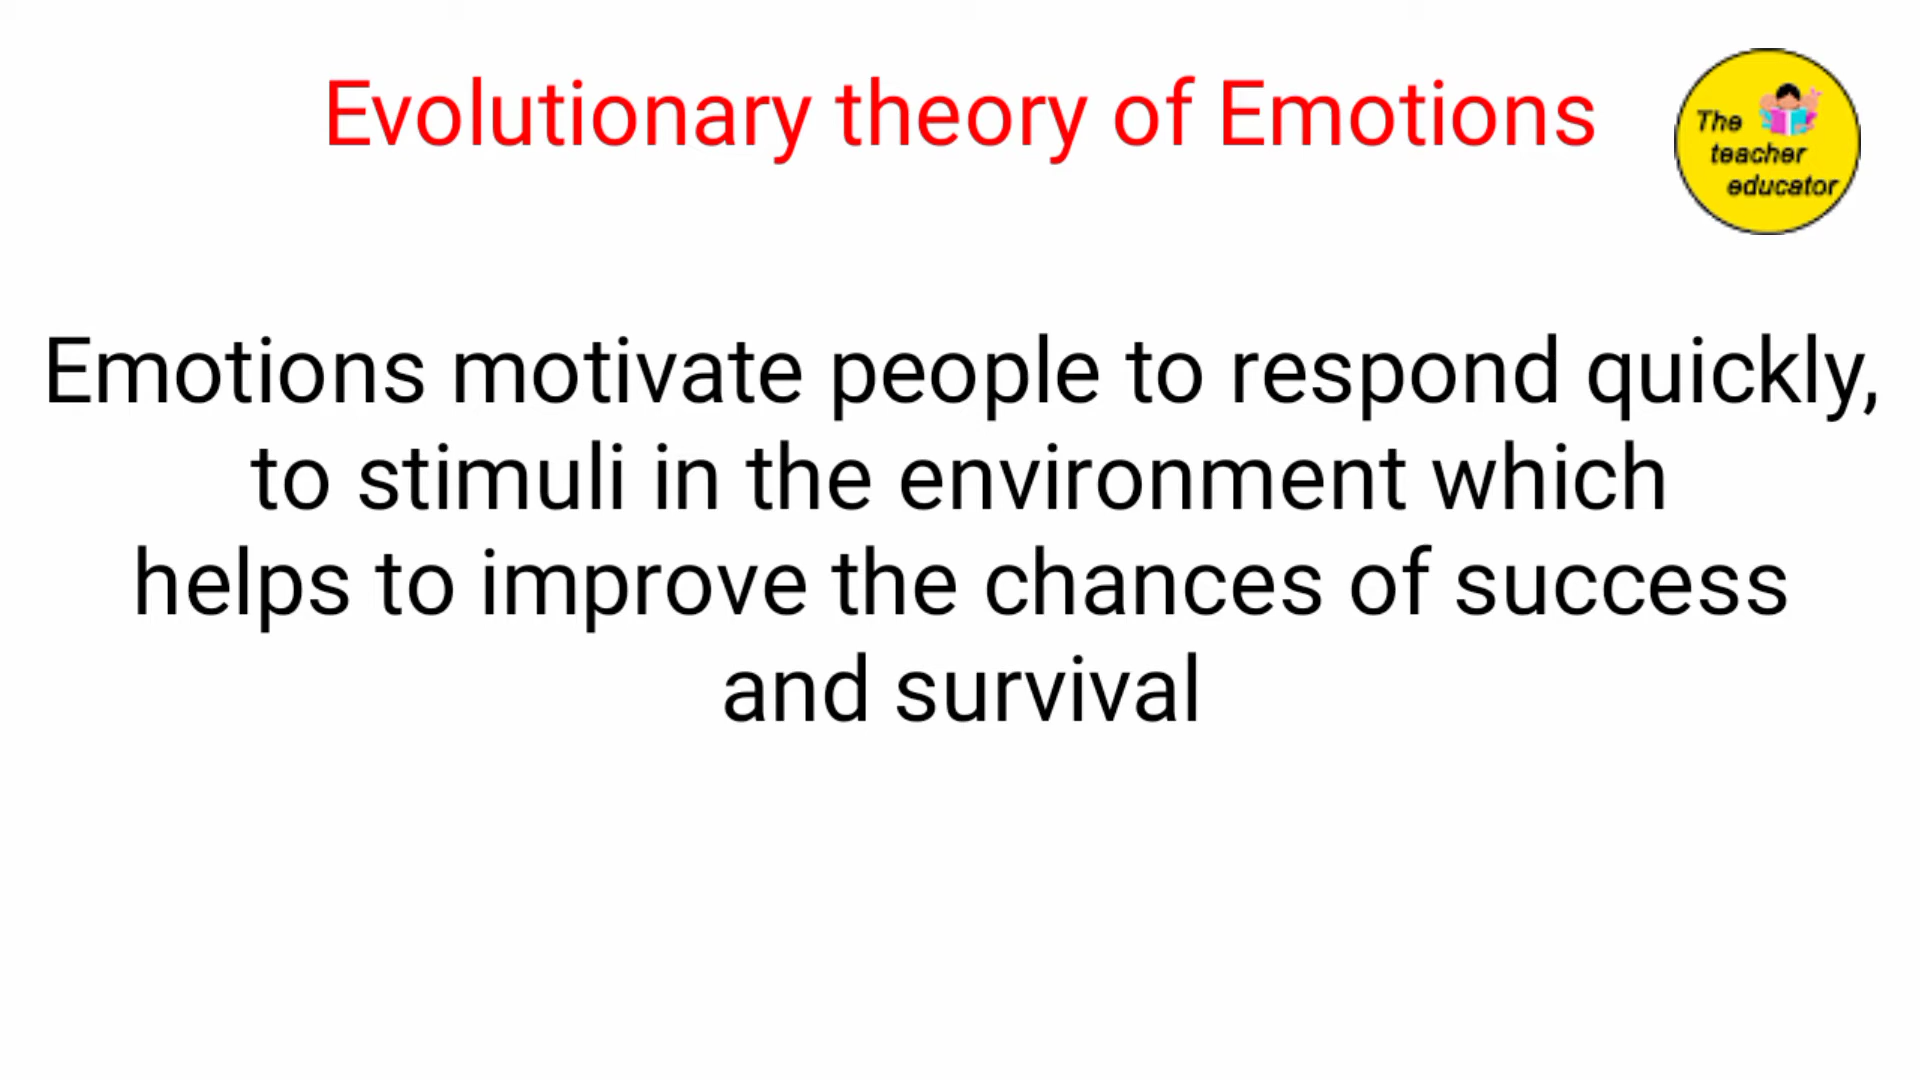 Evolutionary theory of Emotions
The
teacher
educator
Emotions motivate people to respond quickly,
to stimuli in the environment which
helps to improve the chances of success
and survival